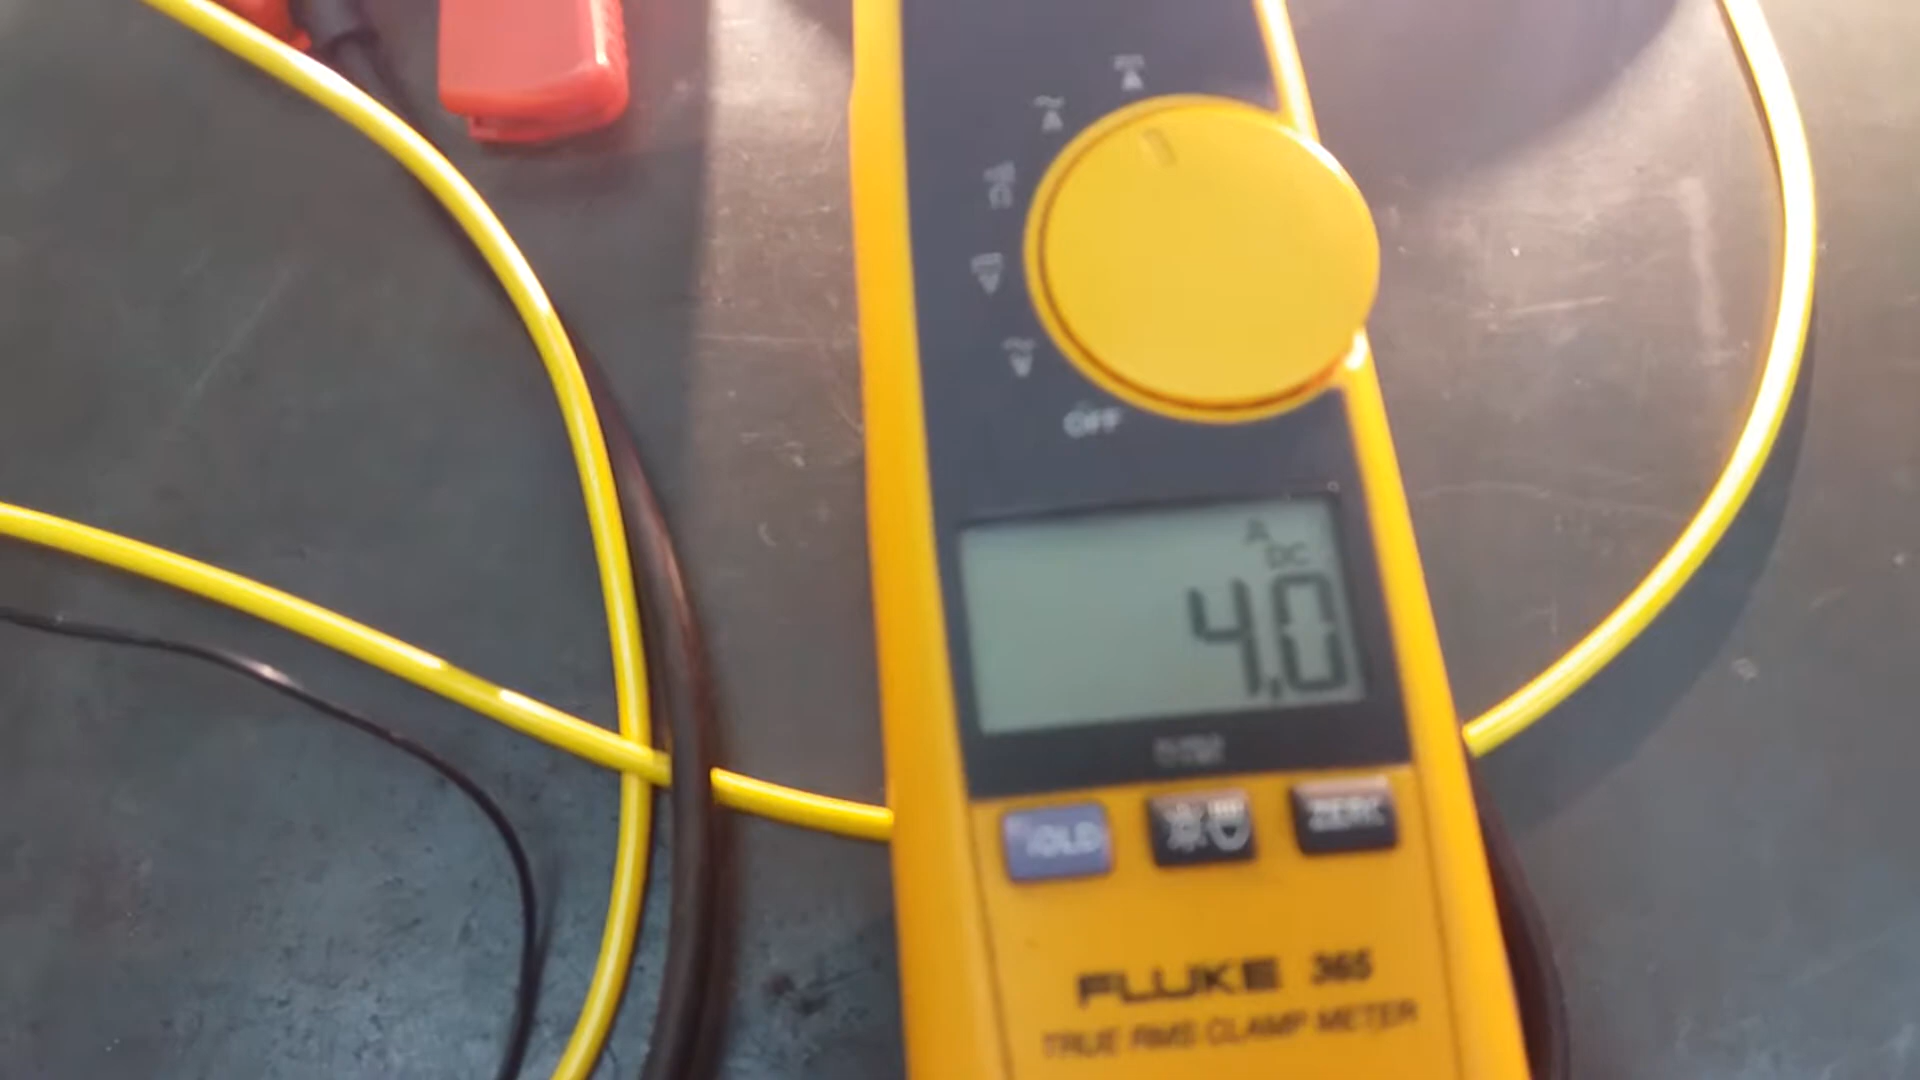 A
A
Ω
V
V
OFF
A
DC
4,0
HOLD
ZERO
FLUKE 365
TRUE RMS CLAMP METER